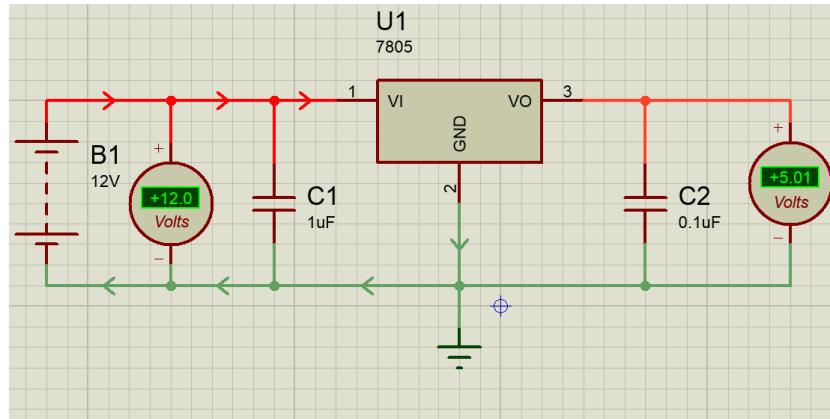 U1
7805
1
VI
VO
3
GND
2
B1
12V
+
+12.0
Volts
−
C1
1uF
C2
0.1uF
+
+5.01
Volts
−